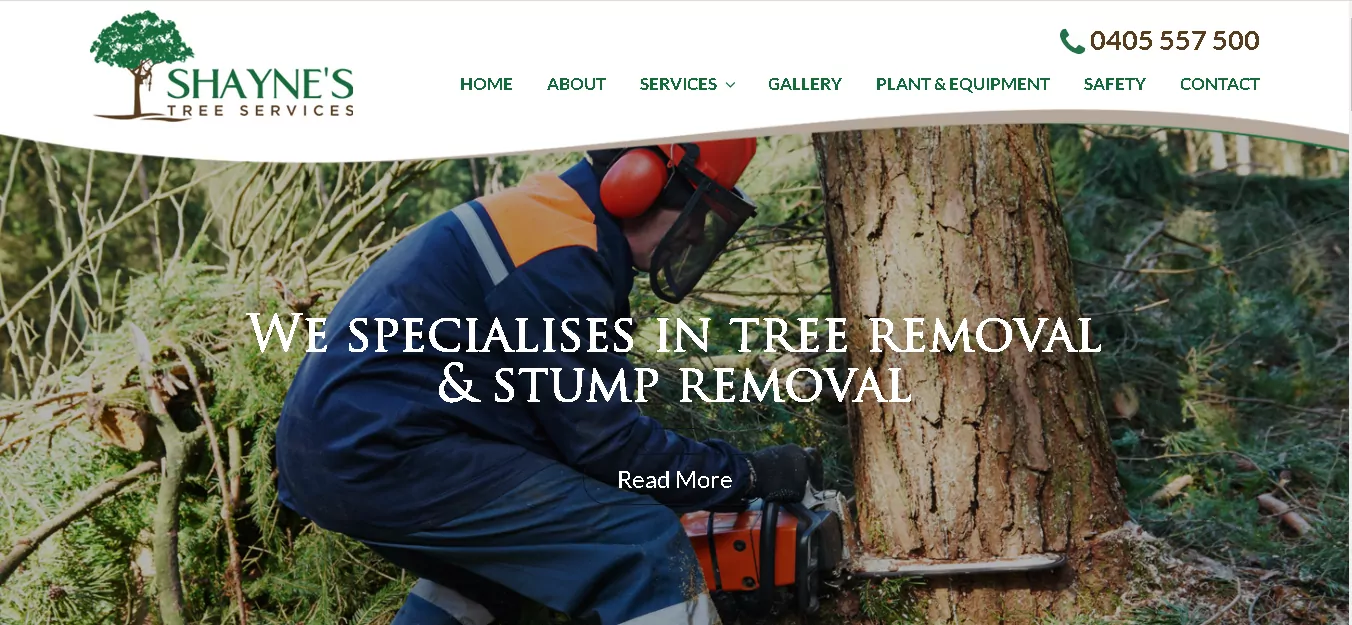 0405 557 500
SHAYNE'S
TREE SERVICES
HOME ABOUT SERVICES GALLERY PLANT & EQUIPMENT SAFETY CONTACT
We specialises in tree removal
& stump removal
Read More